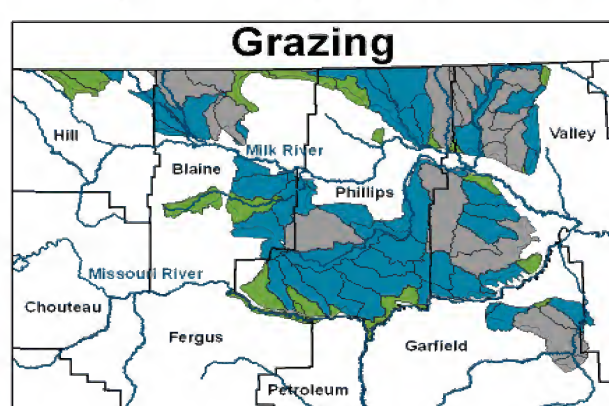 Grazing
Hill
Valley
Milk River
Blaine
Phillips
Missouri River
Chouteau
Fergus
Garfield
Petroleum